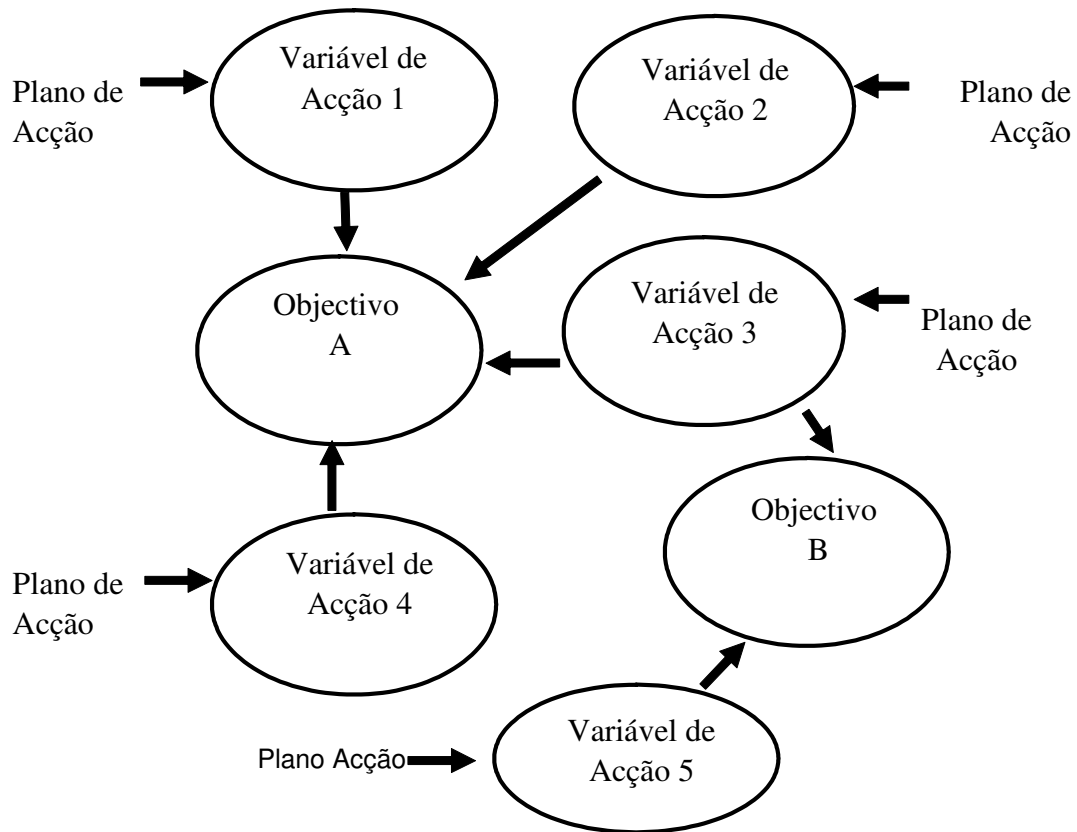 Plano de
Acção
Variável de
Acção 1
Variável de
Acção 2
Plano de
Acção
Objectivo
A
Variável de
Acção 3
Plano de
Acção
Plano de
Acção
Variável de
Acção 4
Objectivo
B
Plano Acção
Variável de
Acção 5